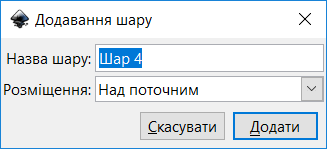 Додавання шару
Назва шару: Шар 4
Розміщення: Над поточним
Скасувати Додати